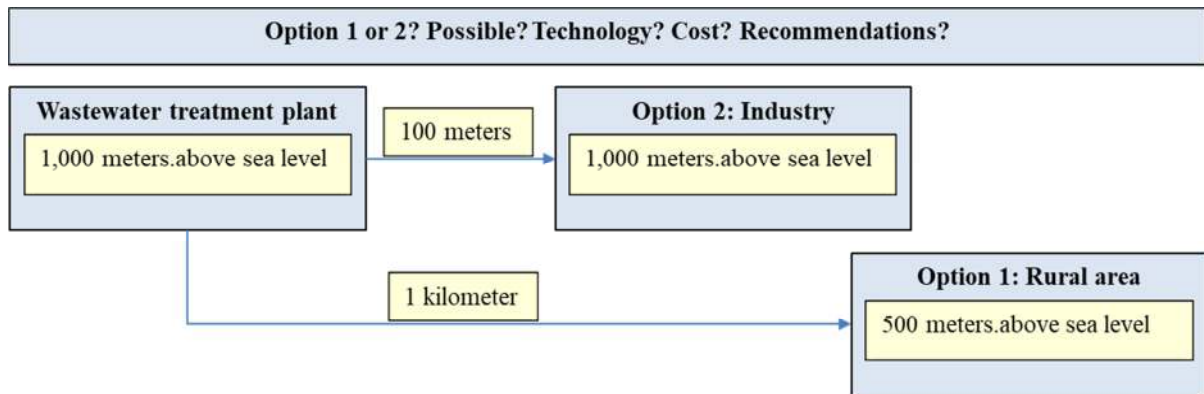 Option 1 or 2? Possible? Technology? Cost? Recommendations?
Wastewater treatment plant
1,000 meters.above sea level
100 meters
Option 2: Industry
1,000 meters.above sea level
1 kilometer
Option 1: Rural area
500 meters.above sea level